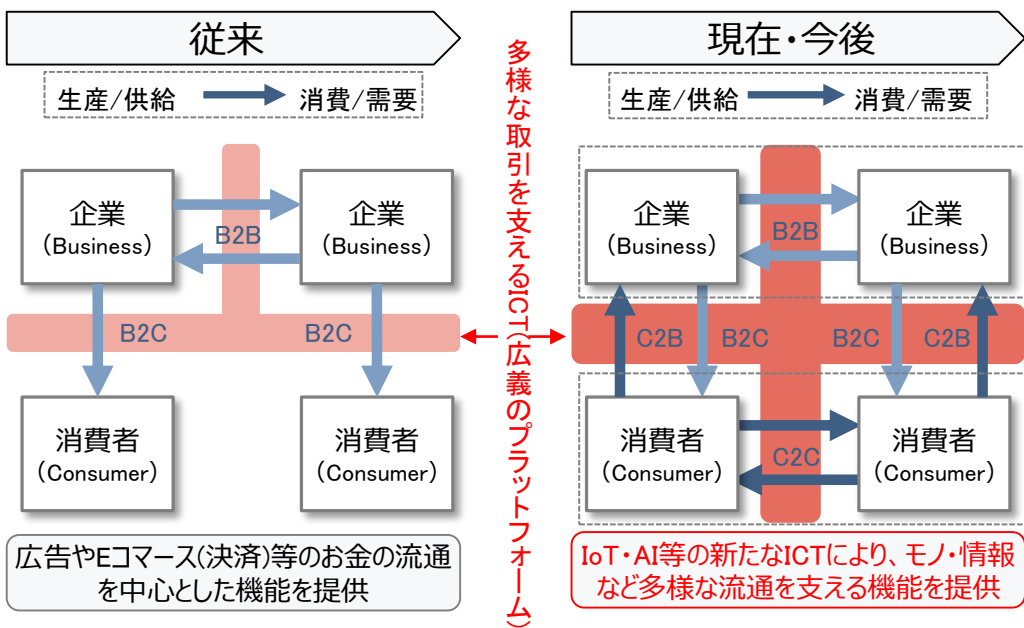 従来
生産/供給
消費/需要
企業
(Business)
企業
(Business)
B2B
B2C
B2C
消費者
(Consumer)
消費者
(Consumer)
広告やEコマース(決済)等のお金の流通
を中心とした機能を提供
多様な取引を支えるICT(広義のプラットフォーム)
現在・今後
生産/供給
消費/需要
企業
(Business)
企業
(Business)
B2B
C2B
B2C
B2C
C2B
消費者
(Consumer)
消費者
(Consumer)
C2C
IoT・AI等の新たなICTにより、モノ・情報
など多様な流通を支える機能を提供